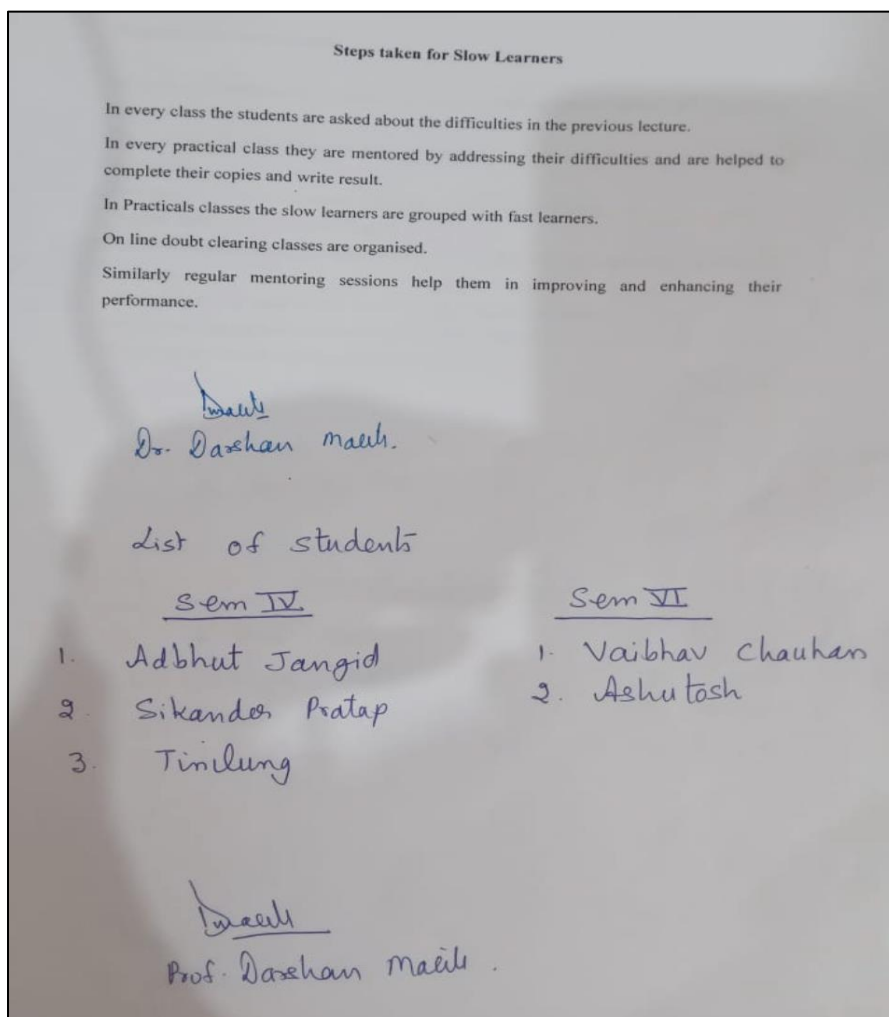 Steps taken for Slow Learners
In every class the students are asked about the difficulties in the previous lecture.
In every practical class they are mentored by addressing their difficulties and are helped to
complete their copies and write result.
In Practicals classes the slow learners are grouped with fast learners.
On line doubt clearing classes are organised.
Similarly regular mentoring sessions help them in improving and enhancing their
performance.
Dr. Darshan Malik.
List of students
Sem IV
1. Adbhut Jangid
2. Sikander Pratap
3. Tinilung
Sem VI
1. Vaibhav Chauhan
2. Ashutosh
Prof. Darshan Malik.